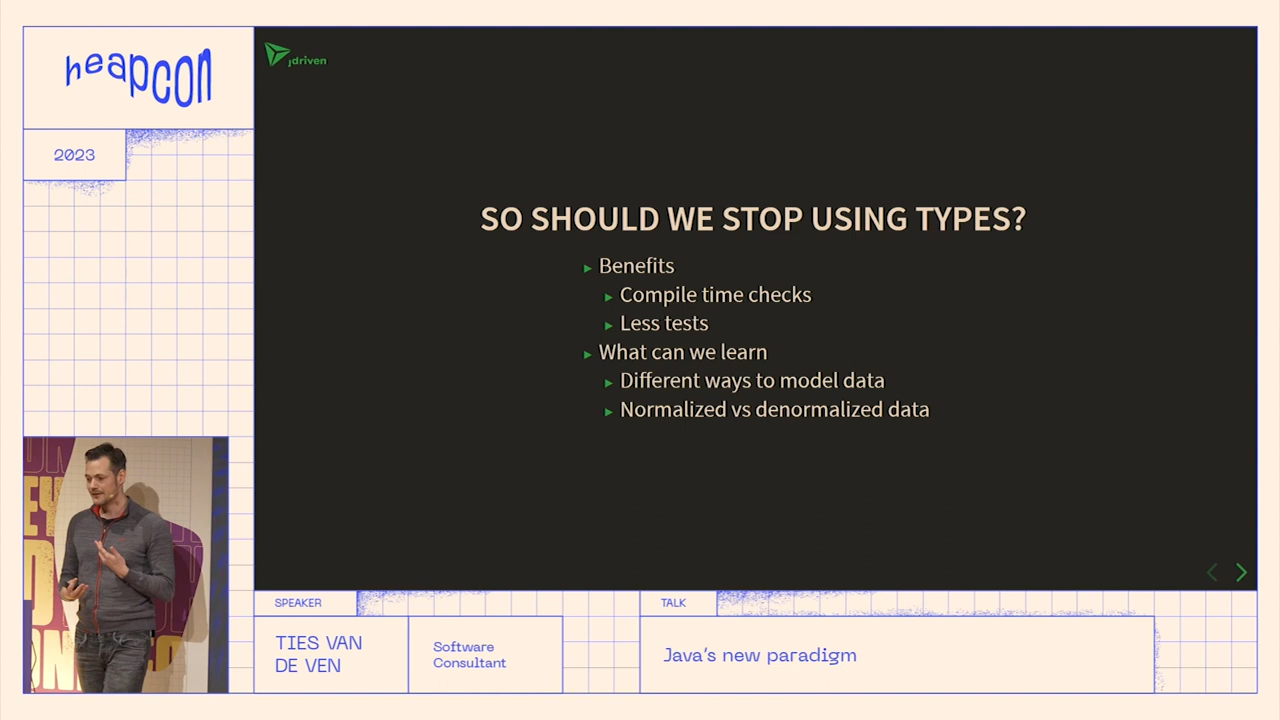 heapcon
2023
jdriven
SO SHOULD WE STOP USING TYPES?
Benefits
Compile time checks
Less tests
What can we learn
Different ways to model data
Normalized vs denormalized data
SPEAKER
TIES VAN
DE VEN
Software
Consultant
TALK
Java's new paradigm